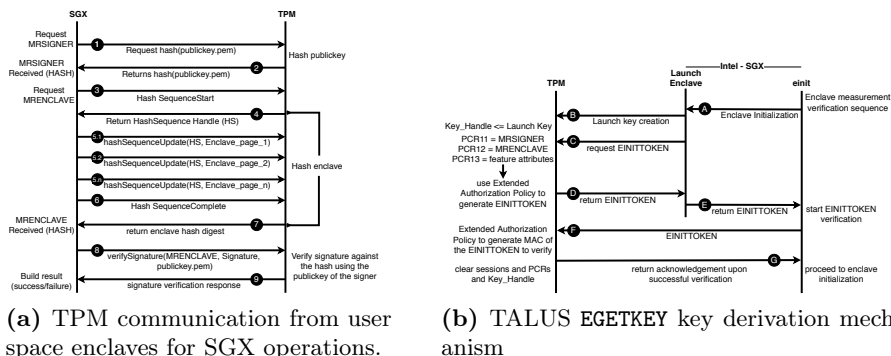 SGX TPM
Request
MRSIGNER
1
Request hash(publickey.pem)
Hash publickey
MRSIGNER
Received (HASH)
2
Returns hash(publickey.pem)
Request
MRENCLAVE
3
Hash SequenceStart
4
Return HashSequence Handle (HS)
5.1
hashSequenceUpdate(HS, Enclave_page_1)
5.2
hashSequenceUpdate(HS, Enclave_page_2)
Hash enclave
5.n
hashSequenceUpdate(HS, Enclave_page_n)
6
Hash SequenceComplete
MRENCLAVE
Received (HASH)
7
return enclave hash digest
8
verifySignature(MRENCLAVE, Signature,
publickey.pem)
Verify signature against
the hash using the
publickey of the signer
Build result
(success/failure)
9
signature verification response
(a) TPM communication from user
space enclaves for SGX operations.
Intel - SGX
TPM
Launch
Enclave
einit
A
Enclave Initialization
Enclave measurement
verification sequence
B
Launch key creation
Key_Handle <= Launch Key
PCR11 = MRSIGNER
PCR12 = MRENCLAVE
PCR13 = feature attributes
C
request EINITTOKEN
use Extended
Authorization Policy to
generate EINITTOKEN
D
return EINITTOKEN
E
return EINITTOKEN
start EINITTOKEN
verification
Extended Authorization
Policy to generate MAC of
the EINITTOKEN to verify
F
EINITTOKEN
clear sessions and PCRs
and Key_Handle
G
return acknowledgement upon
successful verification
proceed to enclave
initialization
(b) TALUS EGETKEY key derivation mech
anism